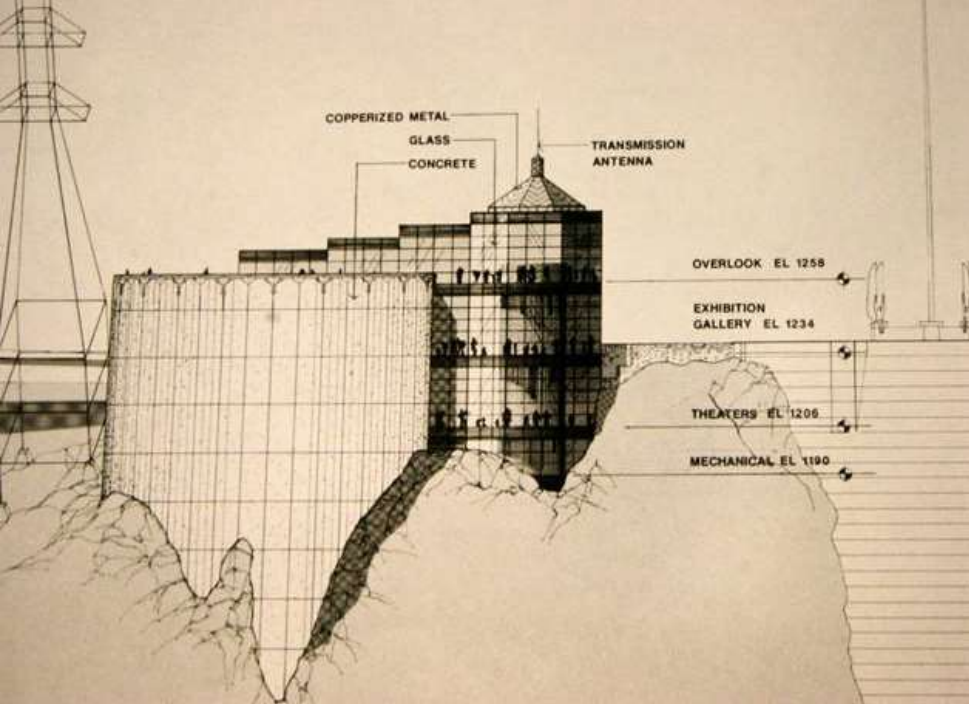 COPPERIZED METAL
GLASS
CONCRETE
TRANSMISSION
ANTENNA
OVERLOOK EL 1258
EXHIBITION
GALLERY EL 1234
THEATERS EL 1206
MECHANICAL EL 1190